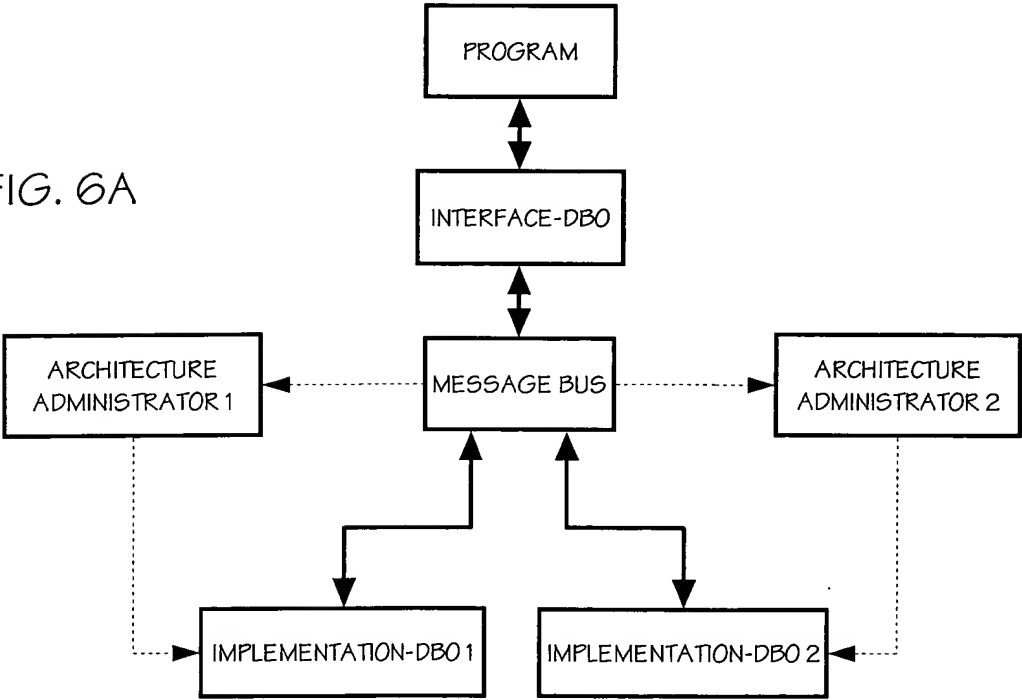 PROGRAM
FIG. 6A
INTERFACE-DBO
ARCHITECTURE
ADMINISTRATOR 1
MESSAGE BUS
ARCHITECTURE
ADMINISTRATOR 2
IMPLEMENTATION-DBO 1
IMPLEMENTATION-DBO 2